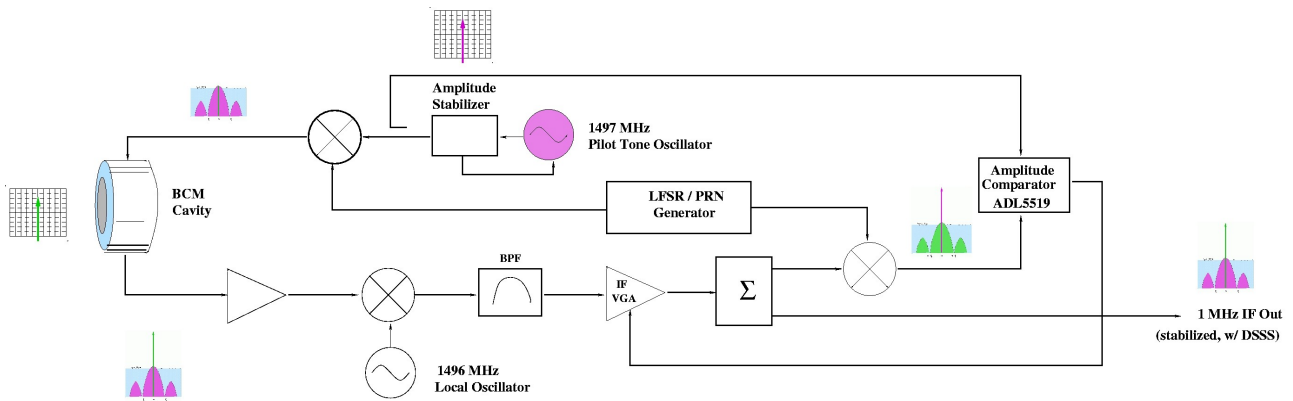 Amplitude
Stabilizer
1497 MHz
Pilot Tone Oscillator
BCM
Cavity
LFSR / PRN
Generator
Amplitude
Comparator
ADL5519
BPF
IF
VGA
Σ
1 MHz IF Out
(stabilized, w/ DSSS)
1496 MHz
Local Oscillator